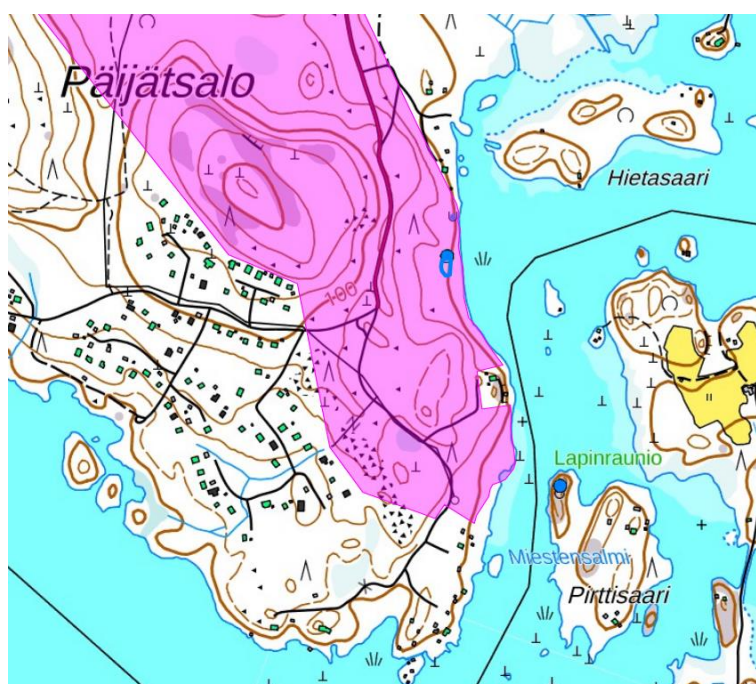 Päijätsalo
Hietasaari
100
Lapinraunio
Miestensalmi
Pirttisaari